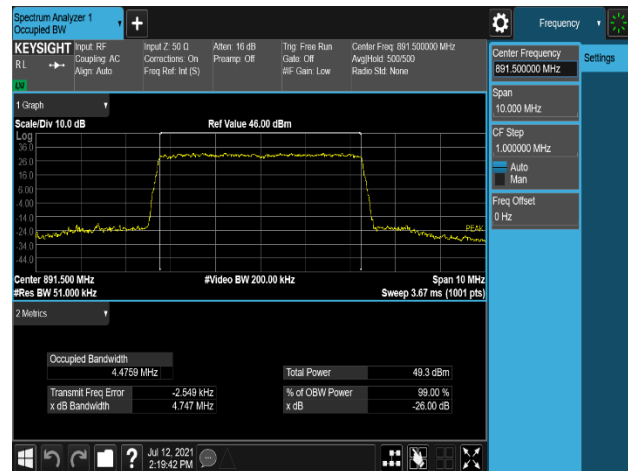 Spectrum Analyzer 1
Occupied BW
Frequency
KEYSIGHT Input: RF Input Z: 50 Ω Atten: 16 dB Trig: Free Run Center Freq: 891.500000 MHz
R L Coupling: AC Corrections: On Preamp: Off Gate: Off Avg|Hold: 500/500
Align: Auto Freq Ref: Int (S) #IF Gain: Low Radio Std: None
1 Graph
Scale/Div 10.0 dB Ref Value 46.00 dBm
Log
36.0
26.0
16.0
6.00
-4.00
-14.0
-24.0
-34.0
-44.0
PEAK
Center 891.500 MHz #Video BW 200.00 kHz Span 10 MHz
#Res BW 51.000 kHz Sweep 3.67 ms (1001 pts)
2 Metrics
Occupied Bandwidth
4.4759 MHz
Total Power 49.3 dBm
Transmit Freq Error -2.549 kHz % of OBW Power 99.00 %
x dB Bandwidth 4.747 MHz x dB -26.00 dB
Center Frequency
891.500000 MHz
Settings
Span
10.000 MHz
CF Step
1.000000 MHz
Auto
Man
Freq Offset
0 Hz
? Jul 12, 2021
2:19:42 PM